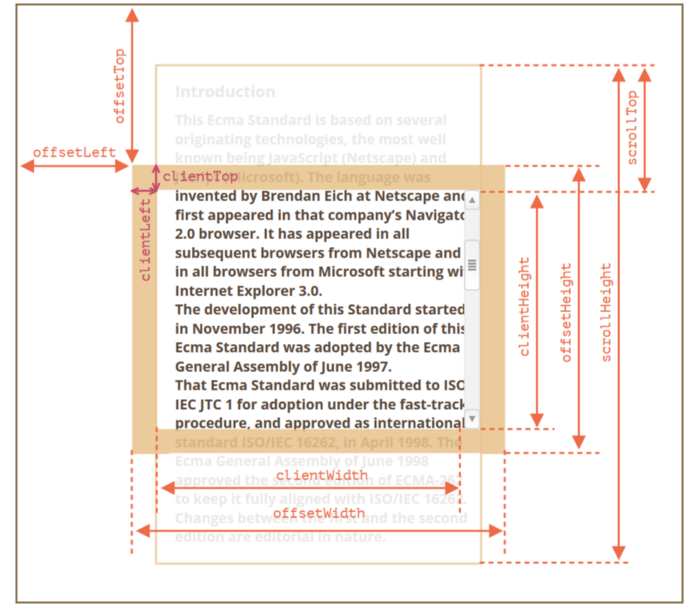 offsetTop
offsetLeft
clientTop
clientLeft
Introduction
This Ecma Standard is based on several
originating technologies, the most well
known being JavaScript (Netscape) and
Microsoft). The language was
invented by Brendan Eich at Netscape and
first appeared in that company’s Navigato
2.0 browser. It has appeared in all
subsequent browsers from Netscape and
in all browsers from Microsoft starting wi
Internet Explorer 3.0.
The development of this Standard started
in November 1996. The first edition of this
Ecma Standard was adopted by the Ecma
General Assembly of June 1997.
That Ecma Standard was submitted to ISO
IEC JTC 1 for adoption under the fast-track
procedure, and approved as international
standard ISO/IEC 16262, in April 1998. The
Ecma General Assembly of June 1998
approved the second edition of ECMA-26
to keep it fully aligned with ISO/IEC 16262.
Changes between the first and the second
edition are editorial in nature.
clientWidth
offsetWidth
clientHeight
offsetHeight
scrollHeight
scrollTop